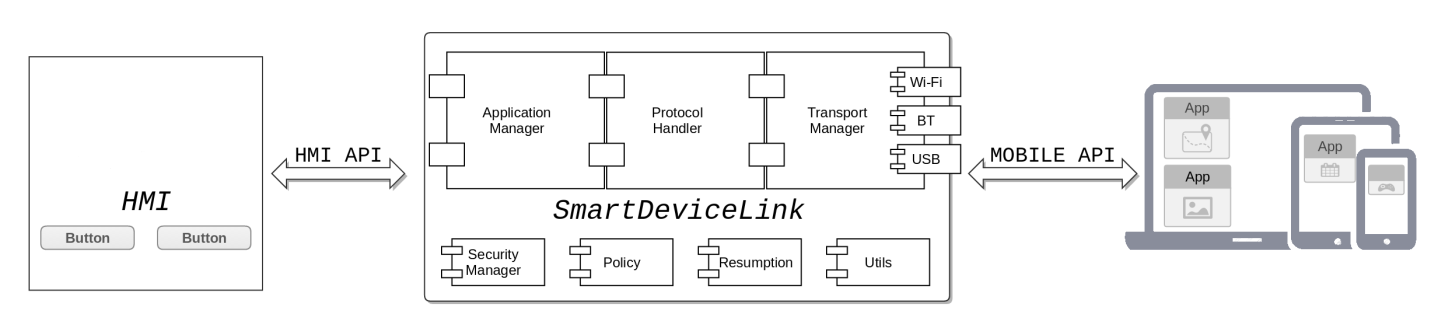 HMI
Button
Button
HMI API
Application
Manager
Protocol
Handler
Transport
Manager
Wi-Fi
BT
USB
SmartDeviceLink
Security
Manager
Policy
Resumption
Utils
MOBILE API
App
App
App